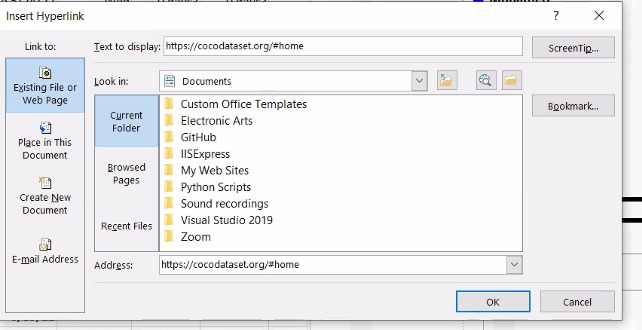 Insert Hyperlink
? ×
Link to:
Text to display: https://cocodataset.org/#home
ScreenTip...
Existing File or
Web Page
Look in: Documents
Bookmark...
Current
Folder
Custom Office Templates
Electronic Arts
GitHub
IISExpress
My Web Sites
Python Scripts
Sound recordings
Visual Studio 2019
Zoom
Place in This
Document
Browsed
Pages
Create New
Document
Recent Files
E-mail Address
Address: https://cocodataset.org/#home
OK
Cancel